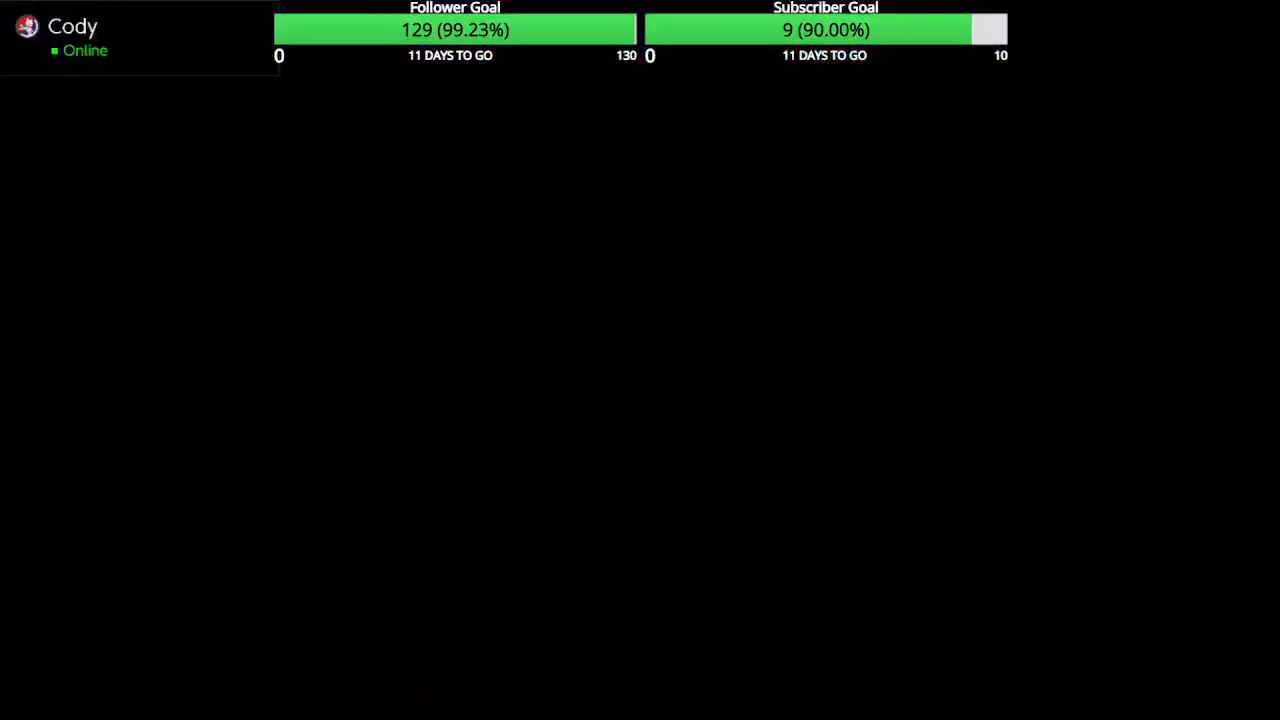 Cody
Online
Follower Goal
129 (99.23%)
0 11 DAYS TO GO 130
Subscriber Goal
9 (90.00%)
0 11 DAYS TO GO 10